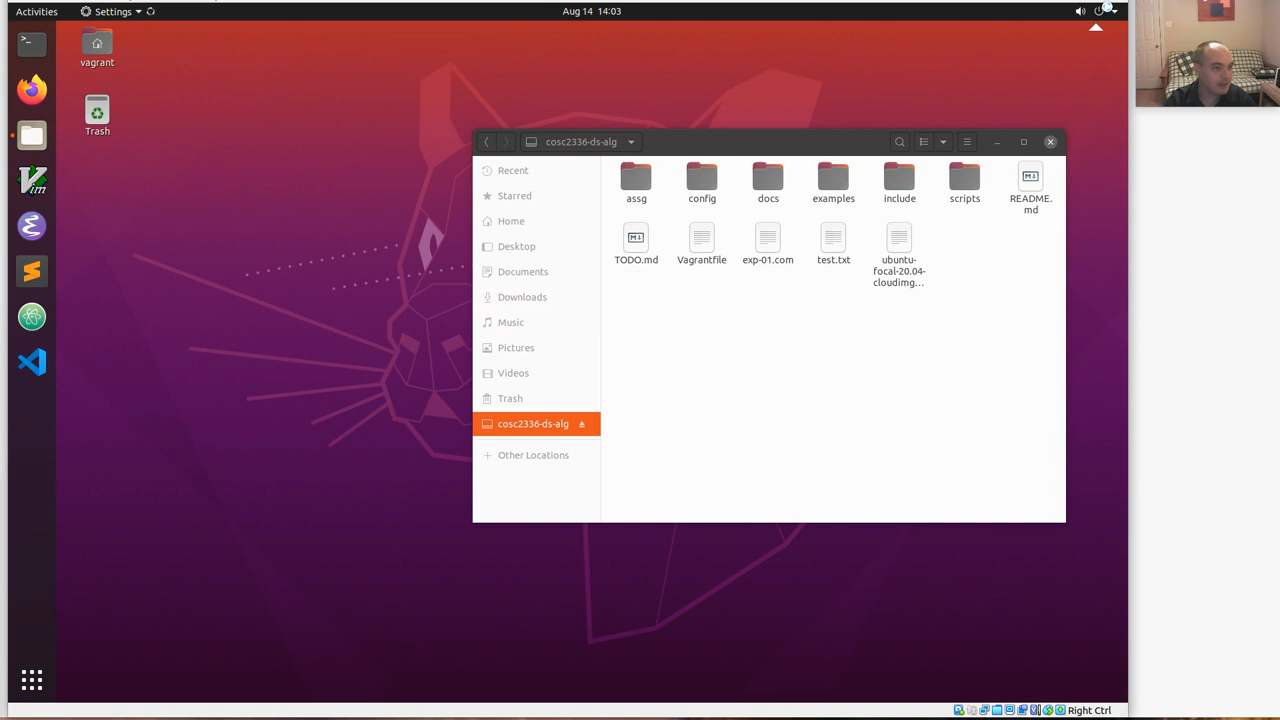 Activities
Settings
Aug 14 14:03
vagrant
Trash
cosc2336-ds-alg
Recent
Starred
Home
Desktop
Documents
Downloads
Music
Pictures
Videos
Trash
cosc2336-ds-alg
Other Locations
assg
config
docs
examples
include
scripts
README.
md
TODO.md
Vagrantfile
exp-01.com
test.txt
ubuntu-
focal-20.04-
cloudimg…
Vim
Right Ctrl